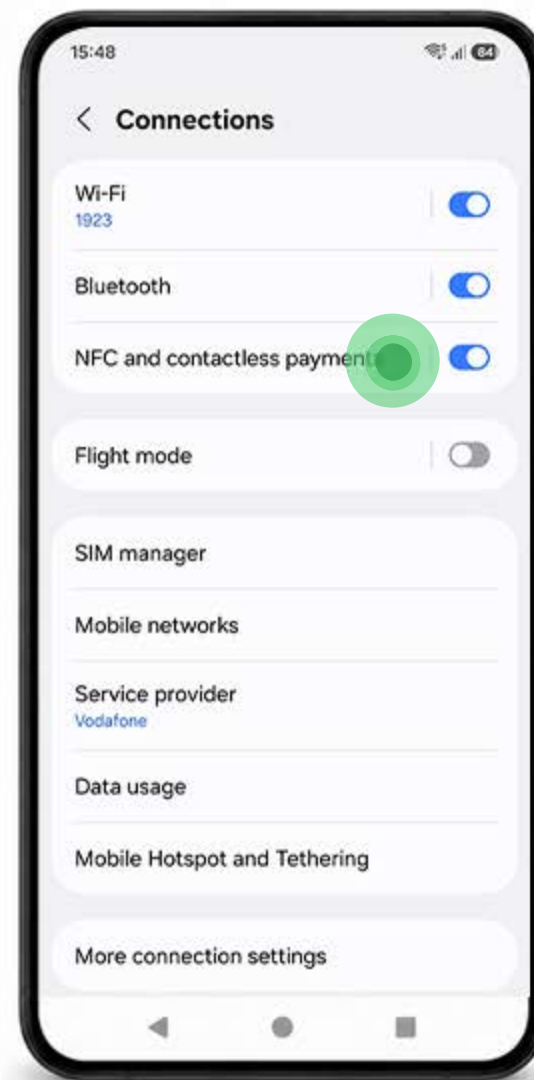 15:48
64
Connections
Wi-Fi
1923
Bluetooth
NFC and contactless payments
Flight mode
SIM manager
Mobile networks
Service provider
Vodafone
Data usage
Mobile Hotspot and Tethering
More connection settings